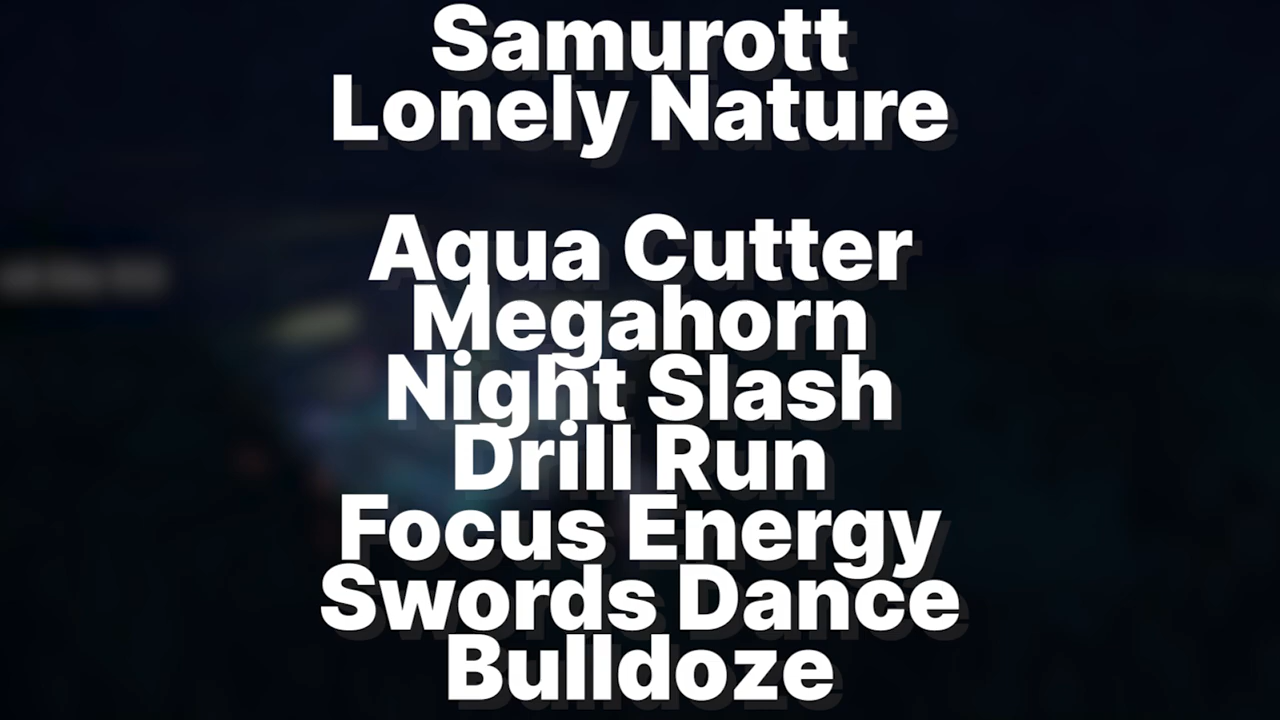 Samurott
Lonely Nature
Aqua Cutter
Megahorn
Night Slash
Drill Run
Focus Energy
Swords Dance
Bulldoze